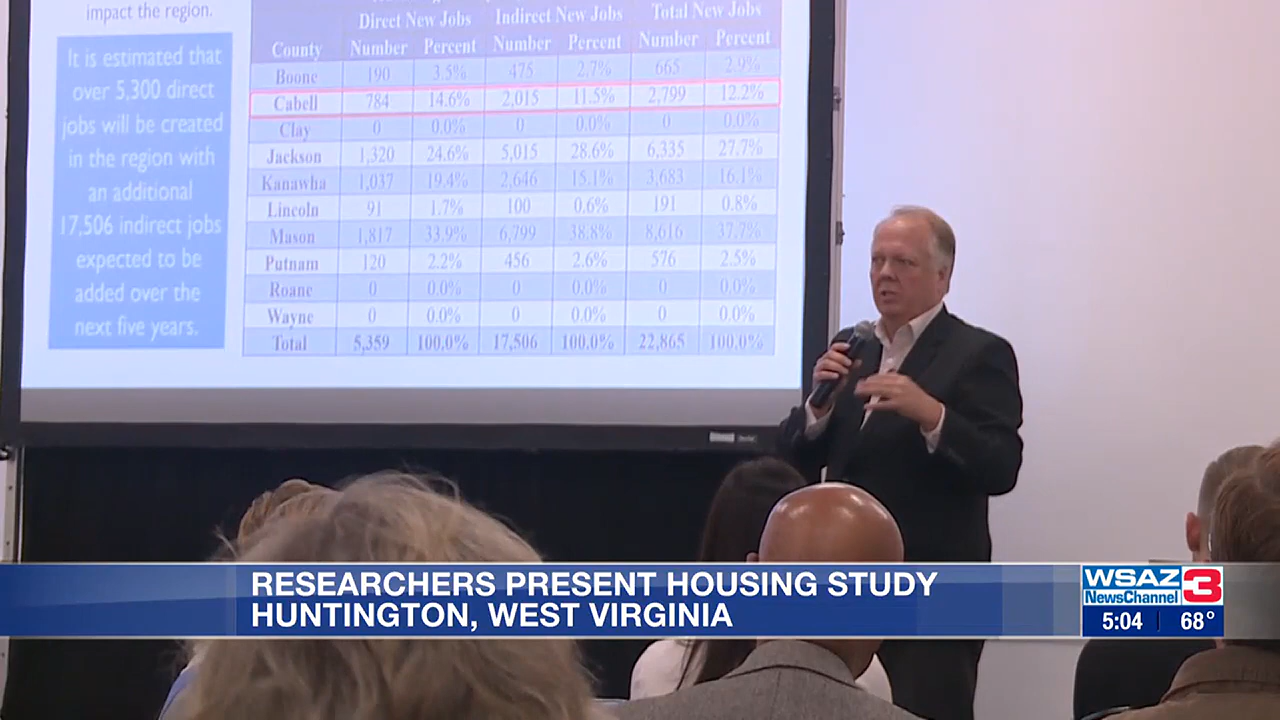 impact the region.
It is estimated that
over 5,300 direct
jobs will be created
in the region with
an additional
17,506 indirect jobs
expected to be
added over the
next five years.
Direct New Jobs Indirect New Jobs Total New Jobs
County Number Percent Number Percent Number Percent
Boone 190 3.5% 475 2.7% 665 2.9%
Cabell 784 14.6% 2,015 11.5% 2,799 12.2%
Clay 0 0.0% 0 0.0% 0 0.0%
Jackson 1,320 24.6% 5,015 28.6% 6,335 27.7%
Kanawha 1,037 19.4% 2,646 15.1% 3,683 16.1%
Lincoln 91 1.7% 100 0.6% 191 0.8%
Mason 1,817 33.9% 6,799 38.8% 8,616 37.7%
Putnam 120 2.2% 456 2.6% 576 2.5%
Roane 0 0.0% 0 0.0% 0 0.0%
Wayne 0 0.0% 0 0.0% 0 0.0%
Total 5,359 100.0% 17,506 100.0% 22,865 100.0%
RESEARCHERS PRESENT HOUSING STUDY
HUNTINGTON, WEST VIRGINIA
WSAZ 3
NewsChannel
5:04 68°